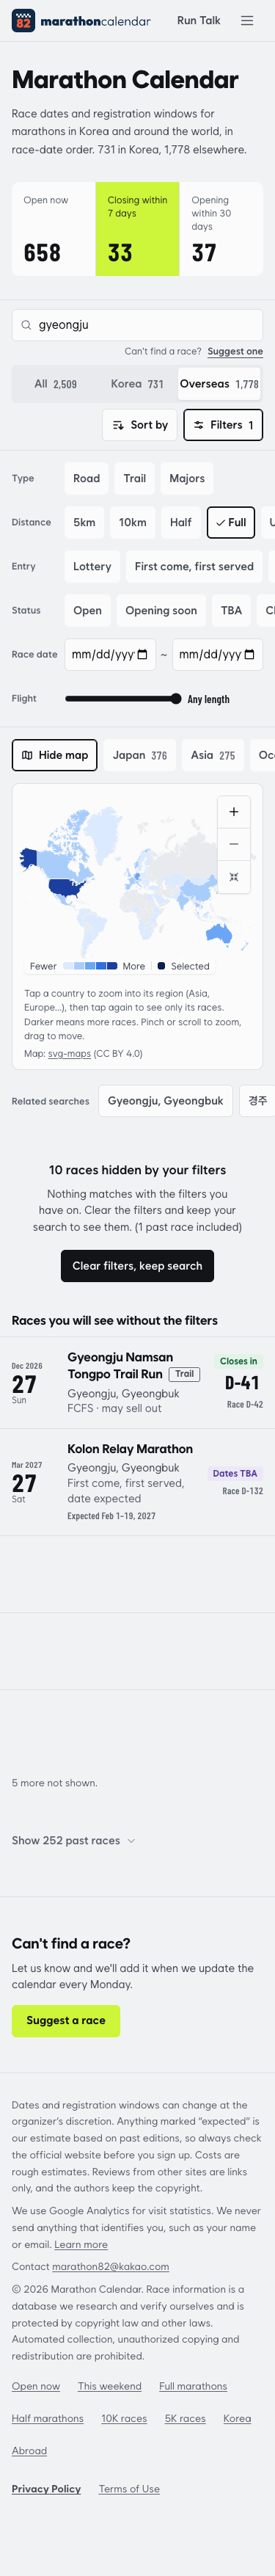 82 marathoncalendar Run Talk
Marathon Calendar
Race dates and registration windows for
marathons in Korea and around the world, in
race-date order. 731 in Korea, 1,778 elsewhere.
Open now
658
Closing within
7 days
33
Opening
within 30
days
37
gyeongju
Can't find a race? Suggest one
All 2,509 Korea 731 Overseas 1,778
Sort by Filters 1
Type Road Trail Majors
Distance 5km 10km Half Full
Entry Lottery First come, first served
Status Open Opening soon TBA
Race date mm/dd/yyyy ~ mm/dd/yyyy
Flight Any length
Hide map Japan 376 Asia 275
+
−
Fewer More Selected
Tap a country to zoom into its region (Asia,
Europe…), then tap again to see only its races.
Darker means more races. Pinch or scroll to zoom,
drag to move.
Map: svg-maps (CC BY 4.0)
Related searches Gyeongju, Gyeongbuk 경주
10 races hidden by your filters
Nothing matches with the filters you
have on. Clear the filters and keep your
search to see them. (1 past race included)
Clear filters, keep search
Races you will see without the filters
Dec 2026
27
Sun
Gyeongju Namsan
Tongpo Trail Run Trail
Gyeongju, Gyeongbuk
FCFS · may sell out
Closes in
D-41
Race D-42
Mar 2027
27
Sat
Kolon Relay Marathon
Gyeongju, Gyeongbuk
First come, first served,
date expected
Expected Feb 1–19, 2027
Dates TBA
Race D-132
5 more not shown.
Show 252 past races
Can't find a race?
Let us know and we'll add it when we update the
calendar every Monday.
Suggest a race
Dates and registration windows can change at the
organizer's discretion. Anything marked “expected” is
our estimate based on past editions, so always check
the official website before you sign up. Costs are
rough estimates. Reviews from other sites are links
only, and the authors keep the copyright.
We use Google Analytics for visit statistics. We never
send anything that identifies you, such as your name
or email. Learn more
Contact marathon82@kakao.com
© 2026 Marathon Calendar. Race information is a
database we research and verify ourselves and is
protected by copyright law and other laws.
Automated collection, unauthorized copying and
redistribution are prohibited.
Open now This weekend Full marathons
Half marathons 10K races 5K races Korea
Abroad
Privacy Policy Terms of Use